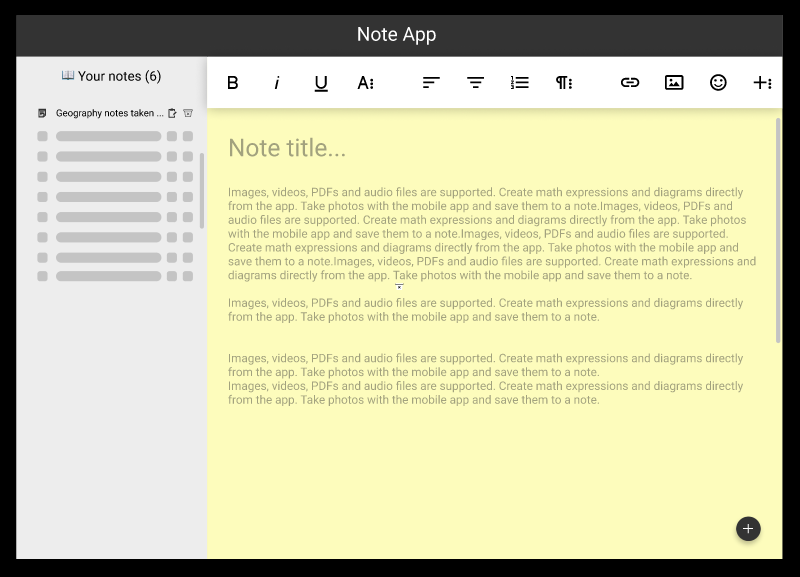 Note App
📖 Your notes (6)
Geography notes taken ...
B i U A
Note title...
Images, videos, PDFs and audio files are supported. Create math expressions and diagrams directly
from the app. Take photos with the mobile app and save them to a note.Images, videos, PDFs and
audio files are supported. Create math expressions and diagrams directly from the app. Take photos
with the mobile app and save them to a note.Images, videos, PDFs and audio files are supported.
Create math expressions and diagrams directly from the app. Take photos with the mobile app and
save them to a note.Images, videos, PDFs and audio files are supported. Create math expressions and
diagrams directly from the app. Take photos with the mobile app and save them to a note.
Images, videos, PDFs and audio files are supported. Create math expressions and diagrams directly
from the app. Take photos with the mobile app and save them to a note.
Images, videos, PDFs and audio files are supported. Create math expressions and diagrams directly
from the app. Take photos with the mobile app and save them to a note.
Images, videos, PDFs and audio files are supported. Create math expressions and diagrams directly
from the app. Take photos with the mobile app and save them to a note.